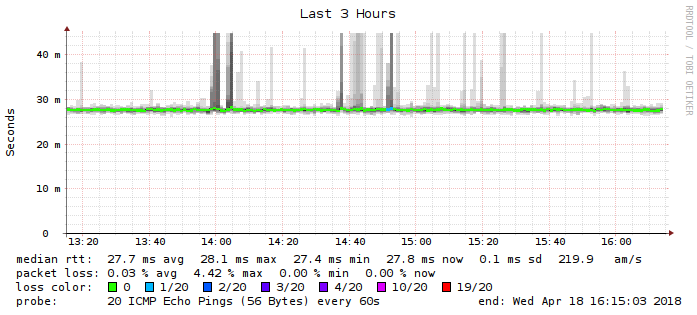 Last 3 Hours
RRDTOOL / TOBI OETIKER
Seconds
40 m
30 m
20 m
10 m
0
13:20 13:40 14:00 14:20 14:40 15:00 15:20 15:40 16:00
median rtt: 27.7 ms avg 28.1 ms max 27.4 ms min 27.8 ms now 0.1 ms sd 219.9 am/s
packet loss: 0.03 % avg 4.42 % max 0.00 % min 0.00 % now
loss color: 0 1/20 2/20 3/20 4/20 10/20 19/20
probe: 20 ICMP Echo Pings (56 Bytes) every 60s end: Wed Apr 18 16:15:03 2018